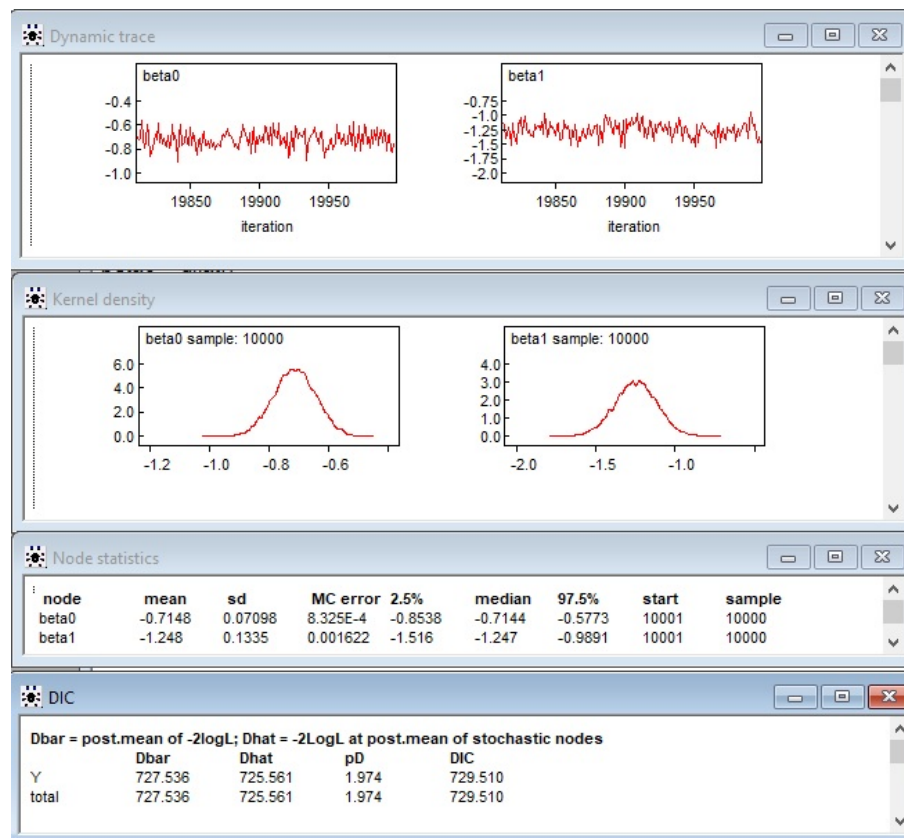 Dynamic trace
beta0
beta1
-0.4
-0.6
-0.8
-1.0
-0.75
-1.0
-1.25
-1.5
-1.75
-2.0
19850 19900 19950
19850 19900 19950
iteration
iteration
Kernel density
beta0 sample: 10000
beta1 sample: 10000
6.0
4.0
2.0
0.0
4.0
3.0
2.0
1.0
0.0
-1.2 -1.0 -0.8 -0.6
-2.0 -1.5 -1.0
Node statistics
node mean sd MC error 2.5% median 97.5% start sample
beta0 -0.7148 0.07098 8.325E-4 -0.8538 -0.7144 -0.5773 10001 10000
beta1 -1.248 0.1335 0.001622 -1.516 -1.247 -0.9891 10001 10000
DIC
Dbar = post.mean of -2logL; Dhat = -2LogL at post.mean of stochastic nodes
Dbar Dhat pD DIC
Y 727.536 725.561 1.974 729.510
total 727.536 725.561 1.974 729.510